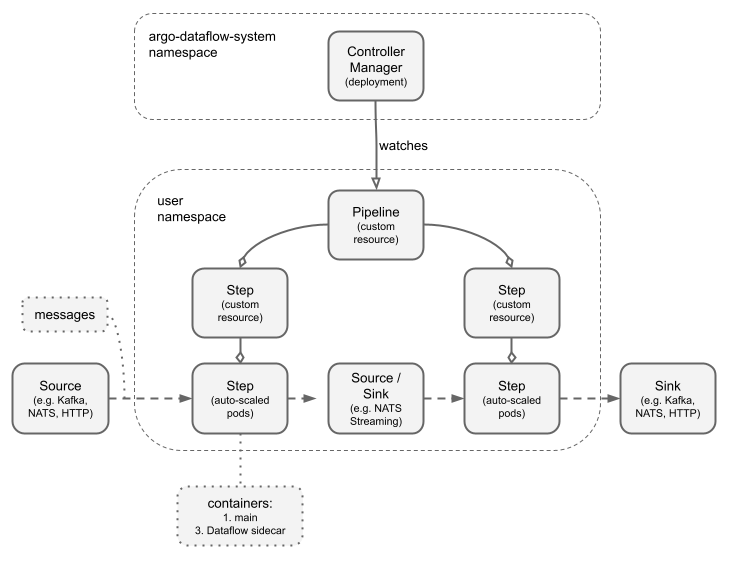 argo-dataflow-system
namespace
Controller
Manager
(deployment)
watches
user
namespace
Pipeline
(custom
resource)
Step
(custom
resource)
Step
(custom
resource)
messages
Source
(e.g. Kafka,
NATS, HTTP)
Step
(auto-scaled
pods)
Source /
Sink
(e.g. NATS
Streaming)
Step
(auto-scaled
pods)
Sink
(e.g. Kafka,
NATS, HTTP)
containers:
1. main
3. Dataflow sidecar